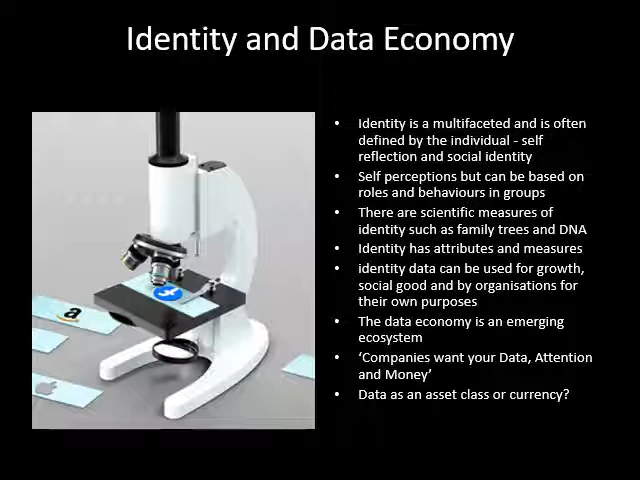 Identity and Data Economy
• Identity is a multifaceted and is often
defined by the individual - self
reflection and social identity
• Self perceptions but can be based on
roles and behaviours in groups
• There are scientific measures of
identity such as family trees and DNA
• Identity has attributes and measures
• identity data can be used for growth,
social good and by organisations for
their own purposes
• The data economy is an emerging
ecosystem
• ‘Companies want your Data, Attention
and Money’
• Data as an asset class or currency?